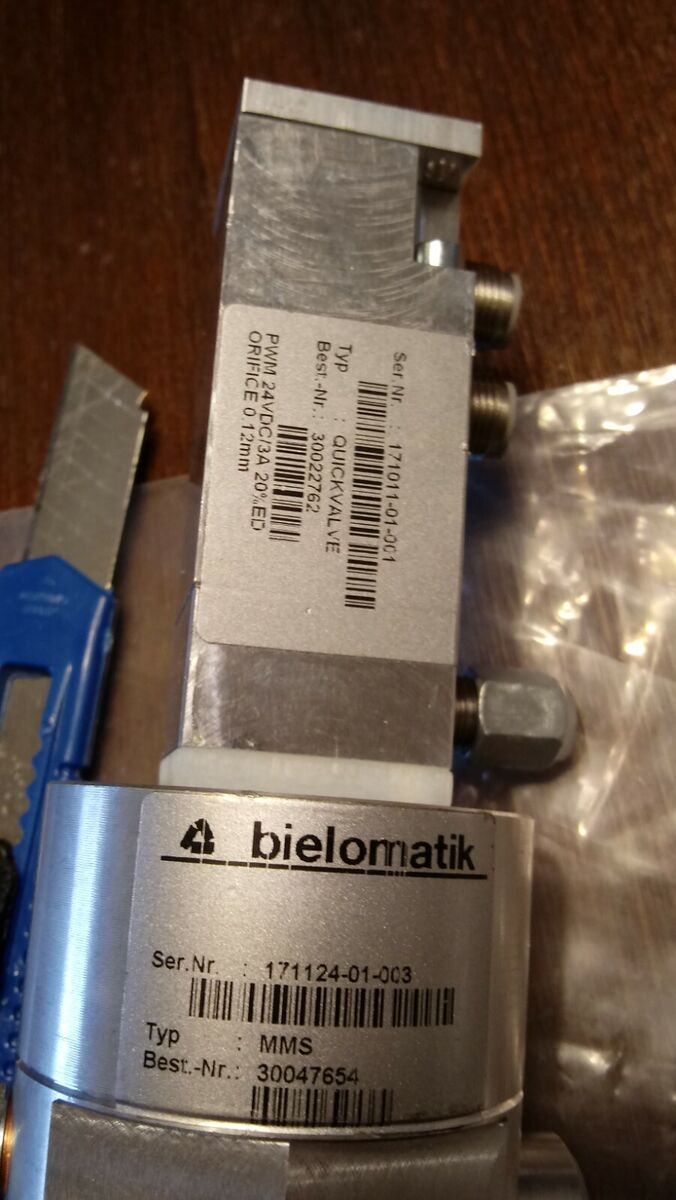 Ser.Nr. : 171011-01-001
Typ : QUICKVALVE
Best.-Nr.: 30022762
PWM 24VDC/3A 20%ED
ORIFICE 0.12mm
bielomatik
Ser.Nr. : 171124-01-003
Typ : MMS
Best.-Nr.: 30047654